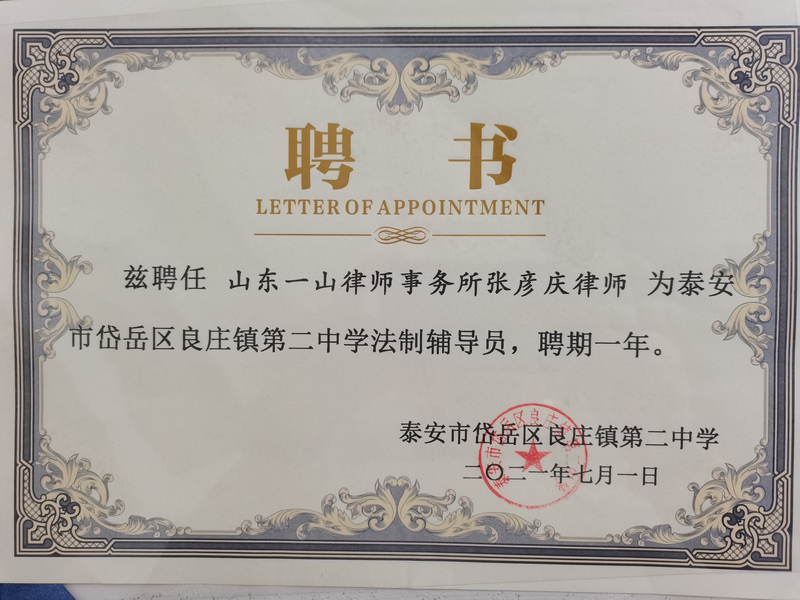 聘 书
LETTER OF APPOINTMENT
兹聘任 山东一山律师事务所张彦庆律师 为泰安
市岱岳区良庄镇第二中学法制辅导员，聘期一年。
泰安市岱岳区良庄镇第二中学
二〇二一年七月一日